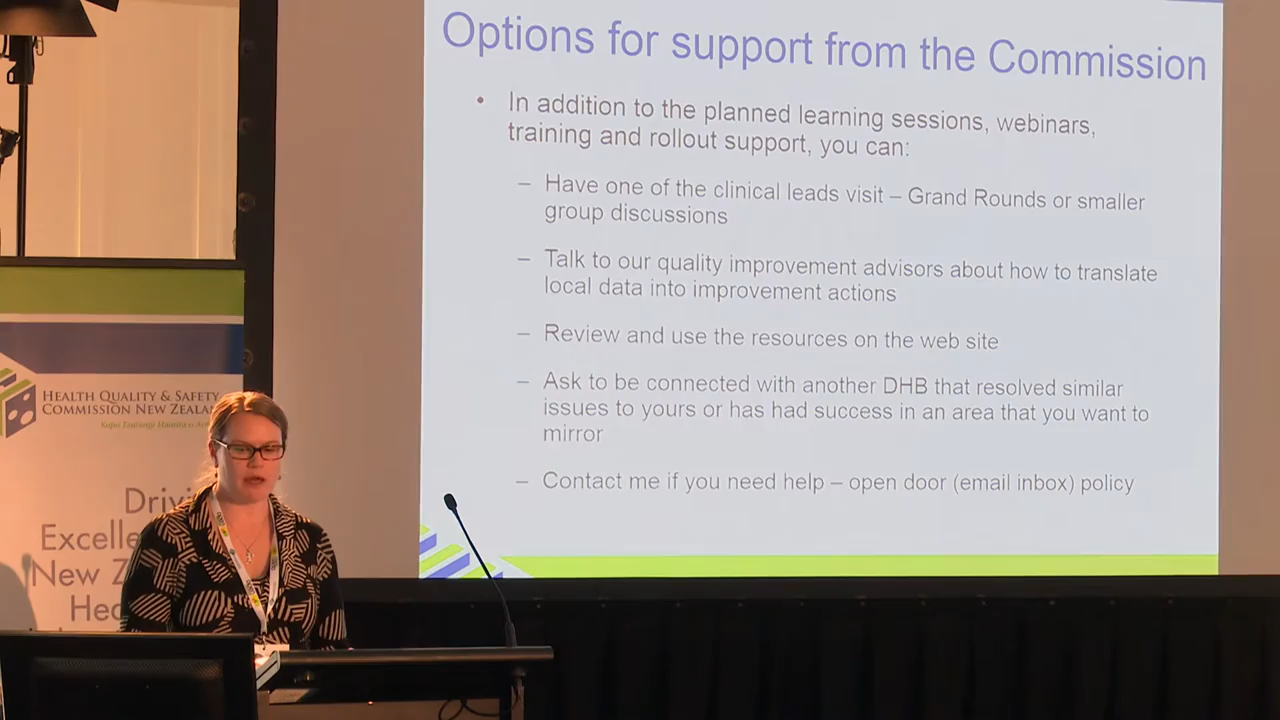 Options for support from the Commission
• In addition to the planned learning sessions, webinars,
training and rollout support, you can:
– Have one of the clinical leads visit – Grand Rounds or smaller
group discussions
– Talk to our quality improvement advisors about how to translate
local data into improvement actions
– Review and use the resources on the web site
– Ask to be connected with another DHB that resolved similar
issues to yours or has had success in an area that you want to
mirror
– Contact me if you need help – open door (email inbox) policy
HEALTH QUALITY & SAFETY
COMMISSION NEW ZEALA
Kupu Taurangi Hauora o
Drivi
Excelle
New Z
Hea